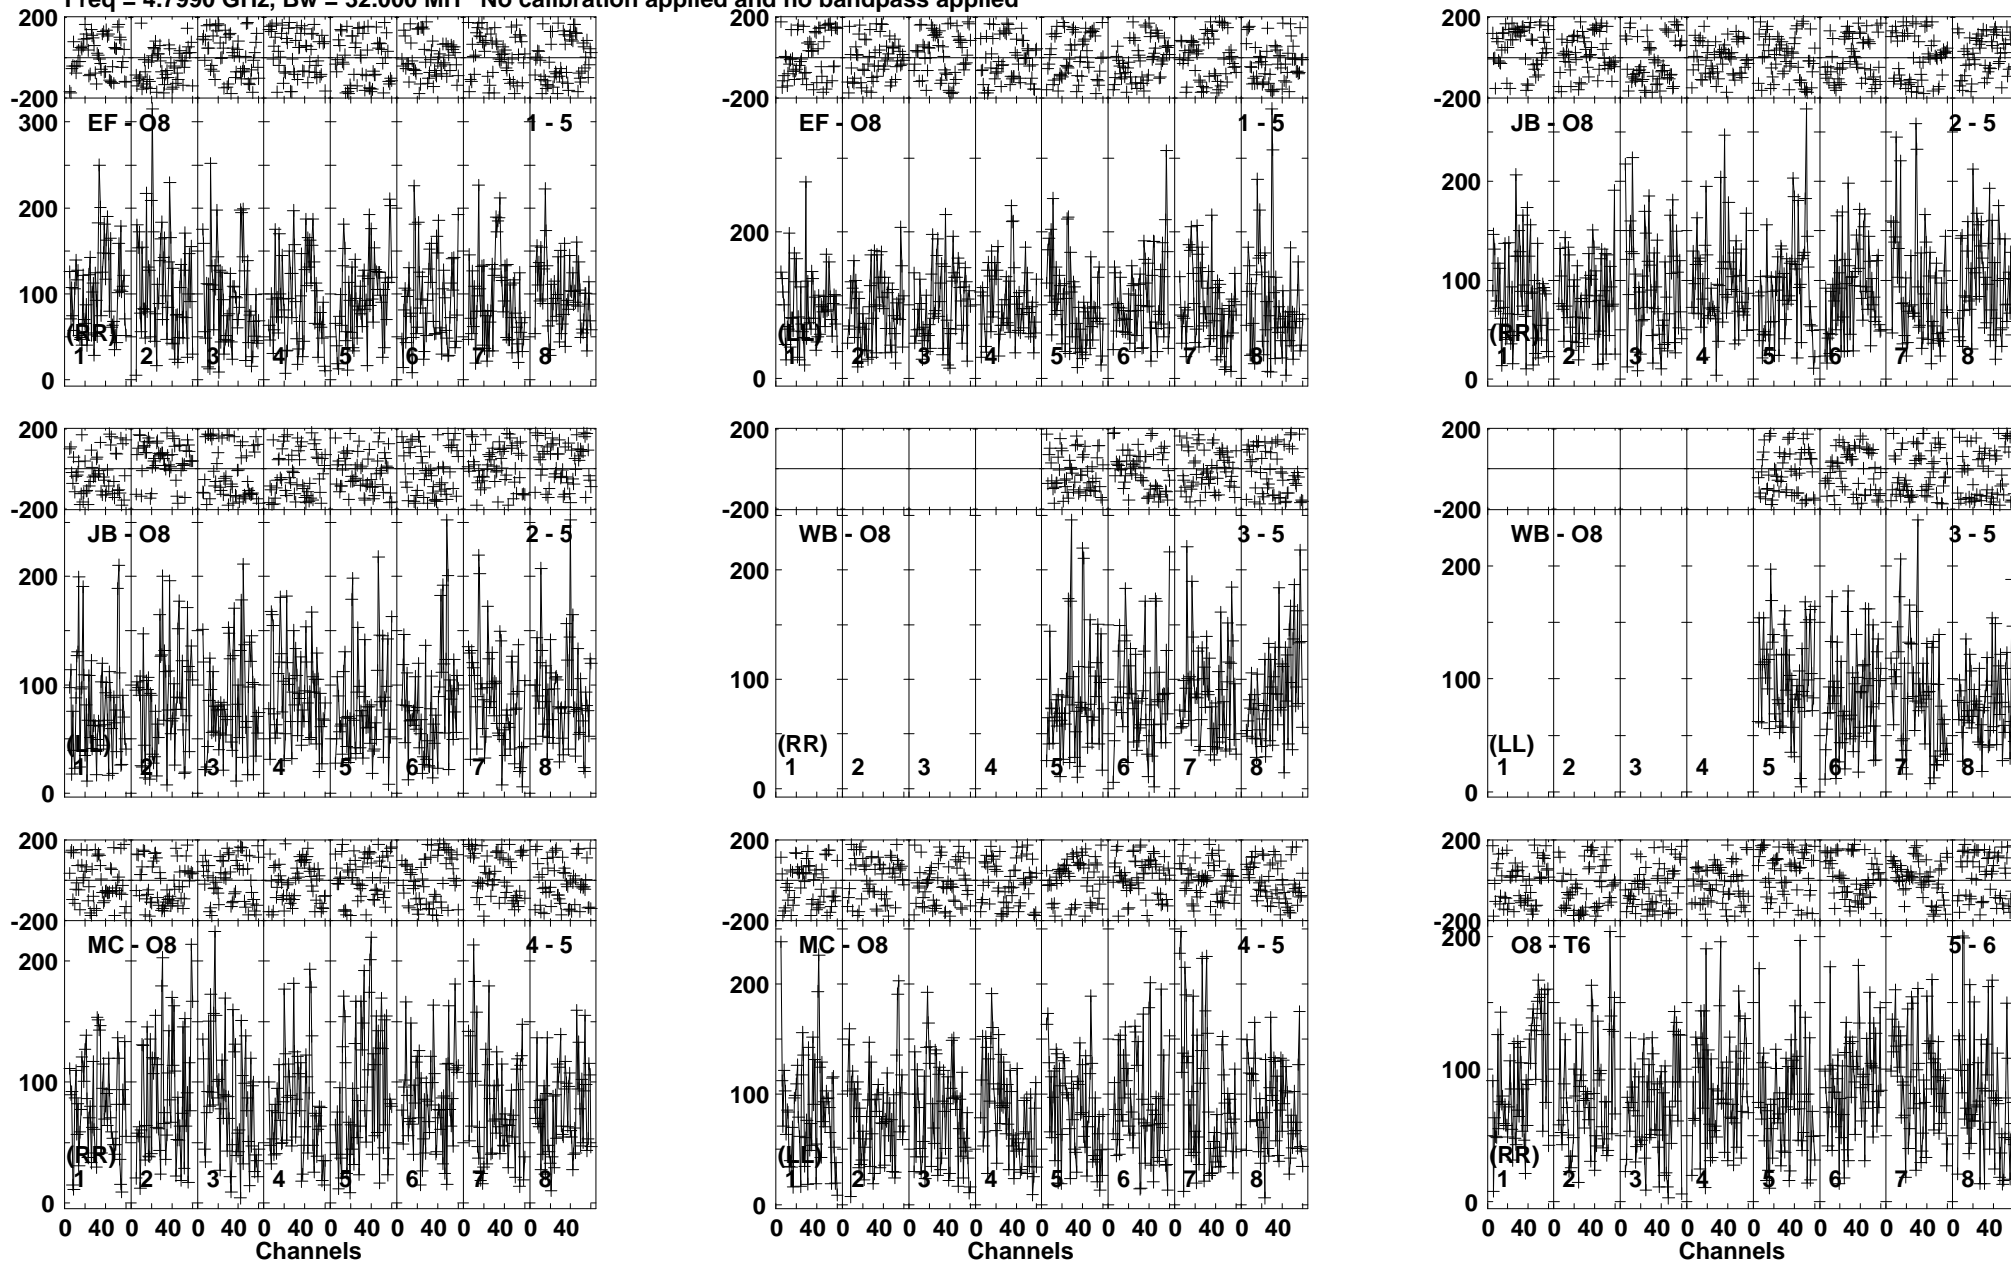 Freq = 4.7990 GHz, Bw = 32.000 MH No calibration applied and no bandpass applied
200 200 200
-200 -200 -200
300 EF - O8 1 - 5 EF - O8 1 - 5 JB - O8 2 - 5
200 200 200
100 100
(RR) (LL) (RR)
1 2 3 4 5 6 7 8 1 2 3 4 5 6 7 8 1 2 3 4 5 6 7 8
0 0 0
200 200 200
-200 -200 -200
JB - O8 2 - 5 WB - O8 3 - 5 WB - O8 3 - 5
200 200 200
100 100 100
(LL) (RR) (LL)
1 2 3 4 5 6 7 8 1 2 3 4 5 6 7 8 1 2 3 4 5 6 7 8
0 0 0
200 200 200
-200 -200 -200
MC - O8 4 - 5 MC - O8 4 - 5 O8 - T6 5 - 6
200 200 200
100 100 100
(RR) (LL) (RR)
1 2 3 4 5 6 7 8 1 2 3 4 5 6 7 8 1 2 3 4 5 6 7 8
0 0 0
0 40 0 40 0 40 0 40 0 40 0 40 0 40 0 40 0 40 0 40 0 40 0 40 0 40 0 40 0 40 0 40 0 40 0 40 0 40 0 40 0 40 0 40 0 40 0 40
Channels Channels Channels